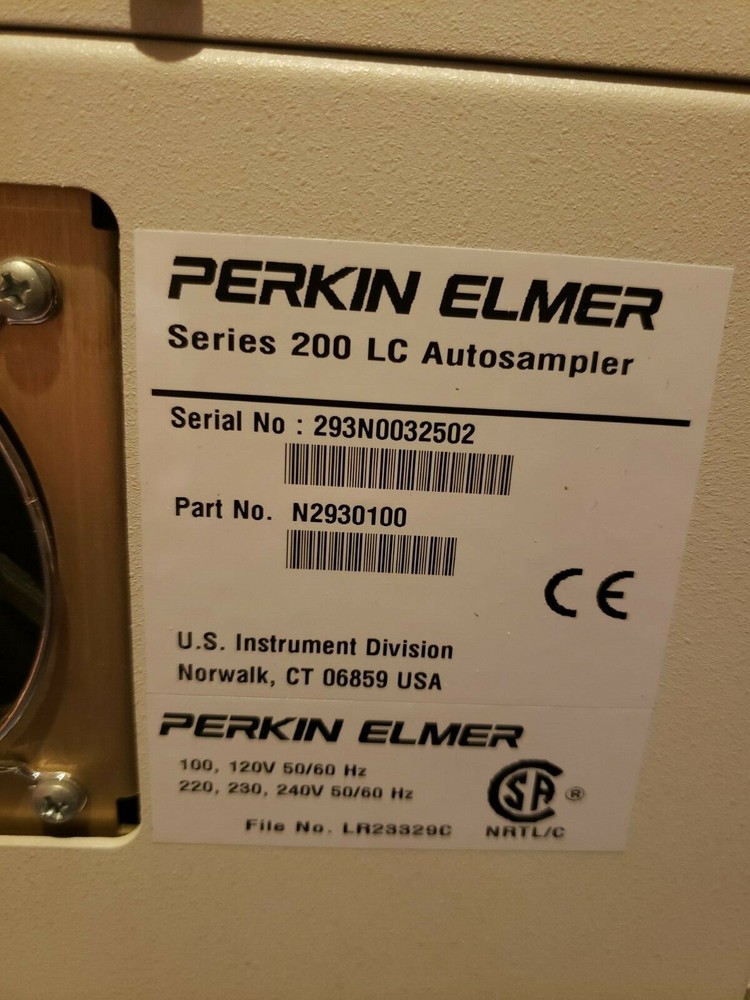 PERKIN ELMER
Series 200 LC Autosampler
Serial No : 293N0032502
Part No. N2930100
CE
U.S. Instrument Division
Norwalk, CT 06859 USA
PERKIN ELMER
100, 120V 50/60 Hz
220, 230, 240V 50/60 Hz
SA ®
File No. LR23329C NRTL/C